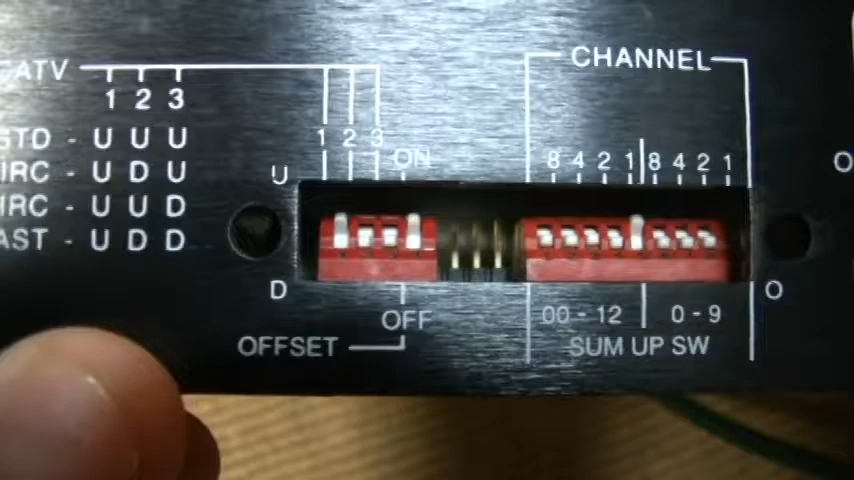 CATV
1 2 3
STD - U U U
IRC - U D U
IRC - U U D
AST - U D D
1 2 3
U ON
D
OFF
OFFSET
CHANNEL
8 4 2 1 8 4 2 1
00 - 12 0 - 9
SUM UP SW
O
O